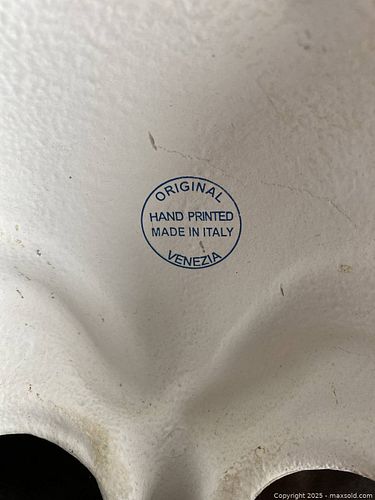 ORIGINAL
HAND PRINTED
MADE IN ITALY
VENEZIA
Copyright 2025 - maxsold.com